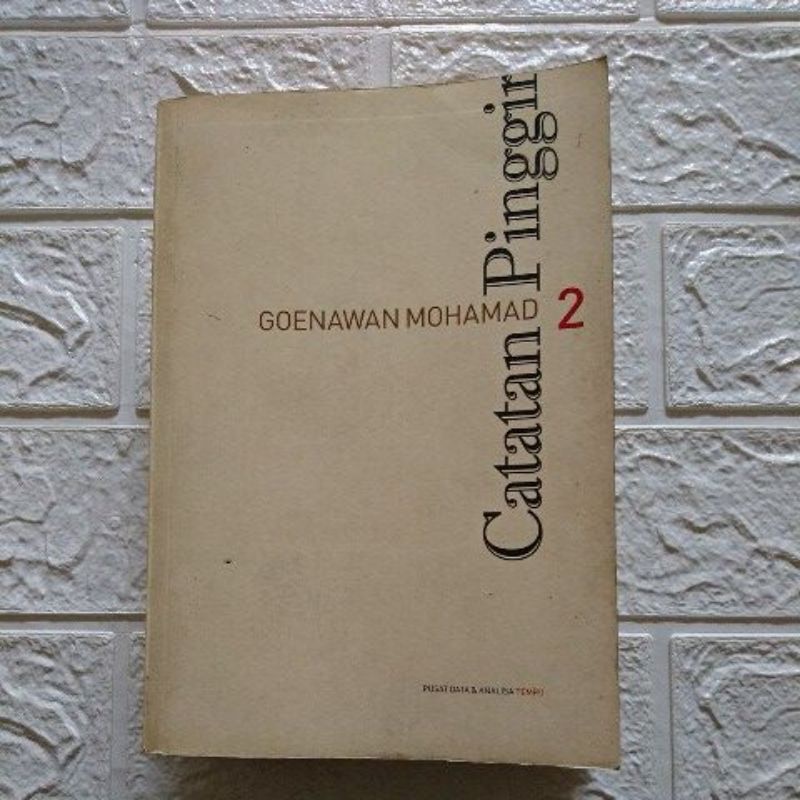 Catatan Pinggir
GOENAWAN MOHAMAD
2
PUSAT DATA & ANALISA TEMPO